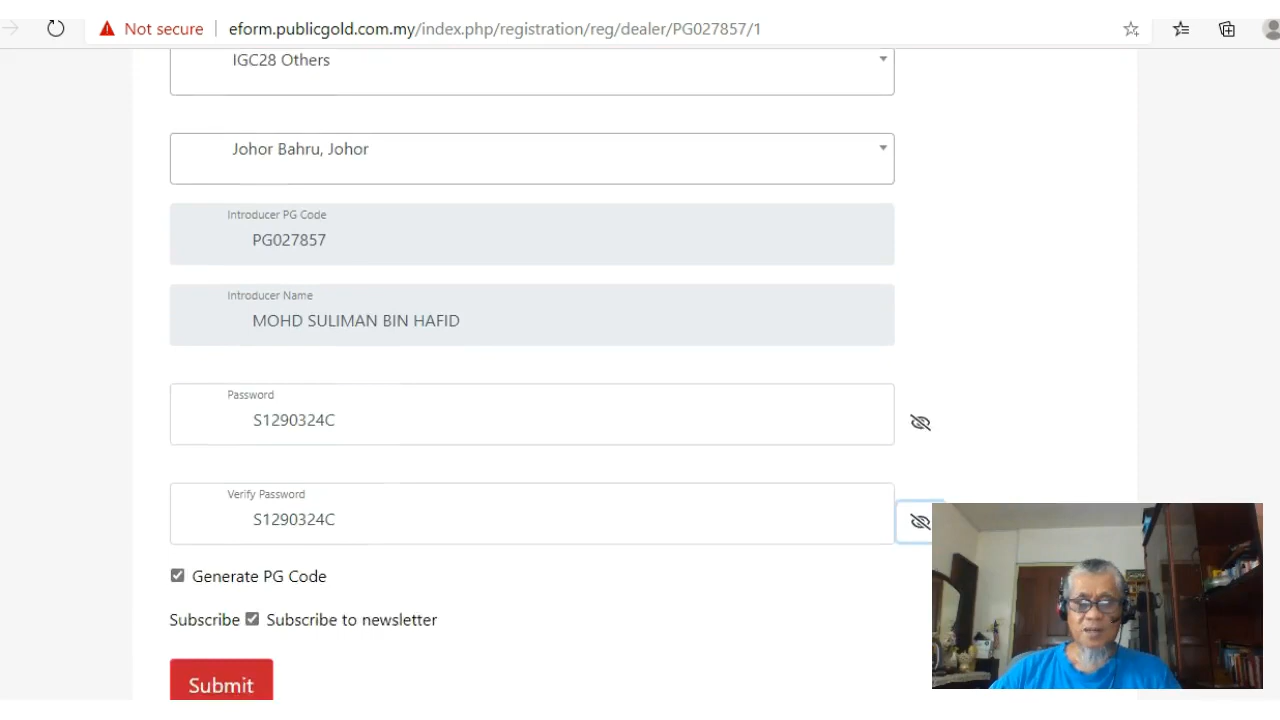 Not secure eform.publicgold.com.my/index.php/registration/reg/dealer/PG027857/1
IGC28 Others
Johor Bahru, Johor
Introducer PG Code
PG027857
Introducer Name
MOHD SULIMAN BIN HAFID
Password
S1290324C
Verify Password
S1290324C
Generate PG Code
Subscribe Subscribe to newsletter
Submit